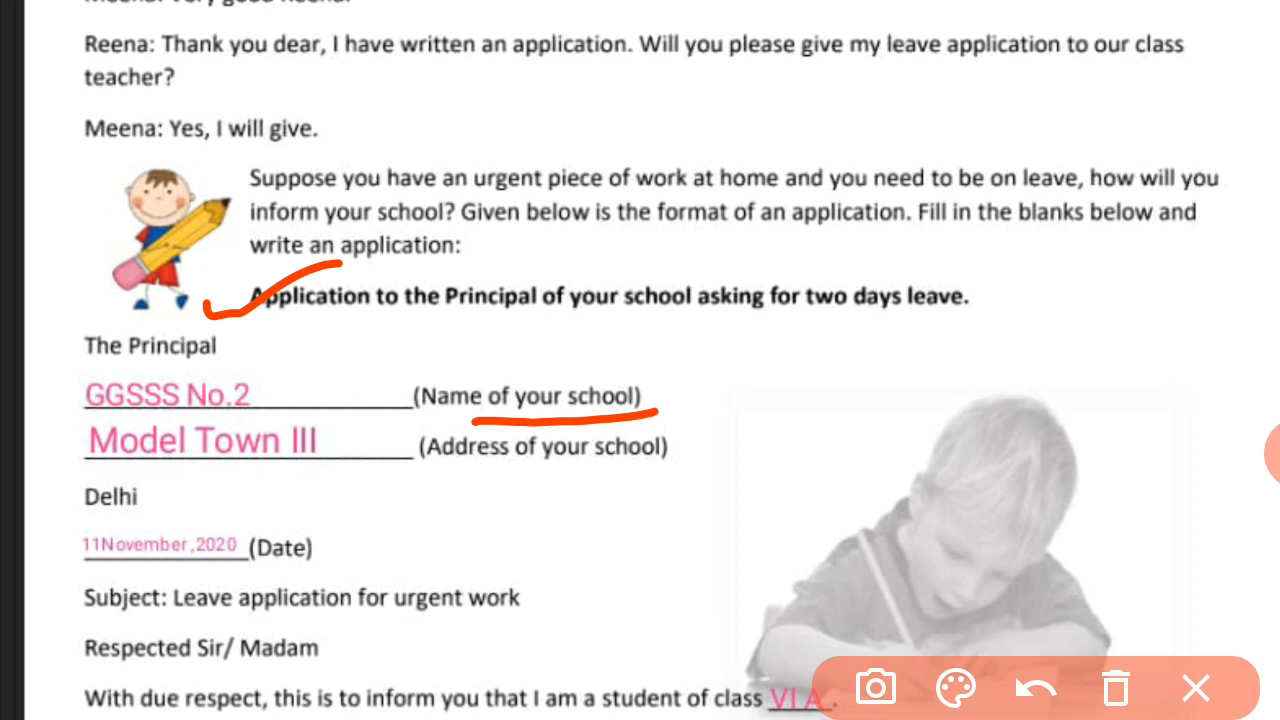 Reena: Thank you dear, I have written an application. Will you please give my leave application to our class
teacher?
Meena: Yes, I will give.
Suppose you have an urgent piece of work at home and you need to be on leave, how will you
inform your school? Given below is the format of an application. Fill in the blanks below and
write an application:
Application to the Principal of your school asking for two days leave.
The Principal
GGSSS No.2 (Name of your school)
Model Town III (Address of your school)
Delhi
11November,2020 (Date)
Subject: Leave application for urgent work
Respected Sir/ Madam
With due respect, this is to inform you that I am a student of class VI A.